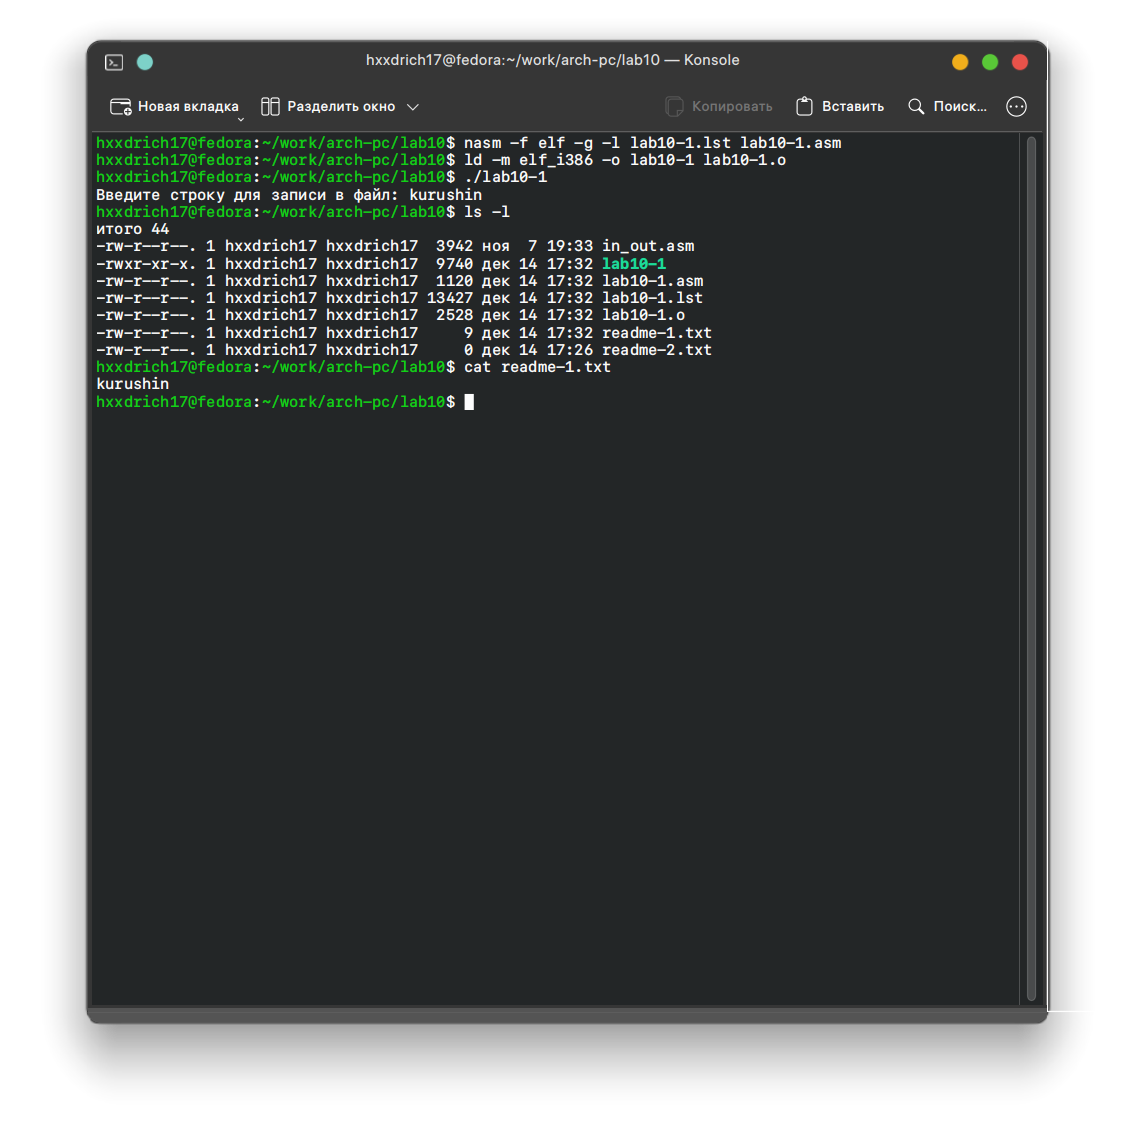 hxxdrich17@fedora:~/work/arch-pc/lab10 — Konsole
Новая вкладка Разделить окно Копировать Вставить Поиск...
hxxdrich17@fedora:~/work/arch-pc/lab10$ nasm -f elf -g -l lab10-1.lst lab10-1.asm
hxxdrich17@fedora:~/work/arch-pc/lab10$ ld -m elf_i386 -o lab10-1 lab10-1.o
hxxdrich17@fedora:~/work/arch-pc/lab10$ ./lab10-1
Введите строку для записи в файл: kurushin
hxxdrich17@fedora:~/work/arch-pc/lab10$ ls -l
итого 44
-rw-r--r--. 1 hxxdrich17 hxxdrich17  3942 ноя  7 19:33 in_out.asm
-rwxr-xr-x. 1 hxxdrich17 hxxdrich17  9740 дек 14 17:32 lab10-1
-rw-r--r--. 1 hxxdrich17 hxxdrich17  1120 дек 14 17:32 lab10-1.asm
-rw-r--r--. 1 hxxdrich17 hxxdrich17 13427 дек 14 17:32 lab10-1.lst
-rw-r--r--. 1 hxxdrich17 hxxdrich17  2528 дек 14 17:32 lab10-1.o
-rw-r--r--. 1 hxxdrich17 hxxdrich17     9 дек 14 17:32 readme-1.txt
-rw-r--r--. 1 hxxdrich17 hxxdrich17     0 дек 14 17:26 readme-2.txt
hxxdrich17@fedora:~/work/arch-pc/lab10$ cat readme-1.txt
kurushin
hxxdrich17@fedora:~/work/arch-pc/lab10$